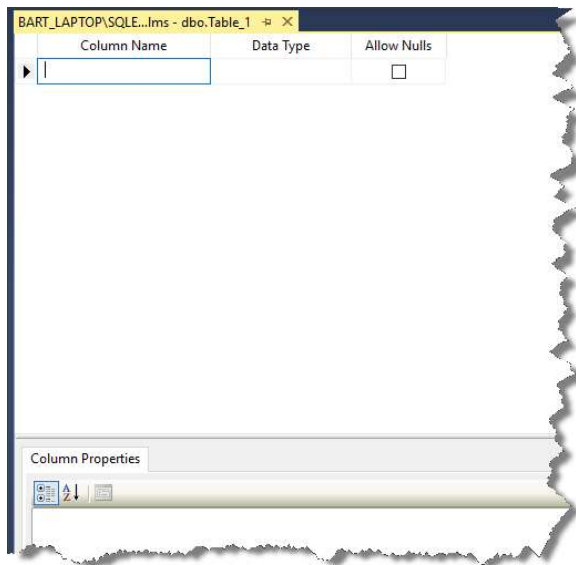 BART_LAPTOP\SQLE...lms - dbo.Table_1
Column Name Data Type Allow Nulls
Column Properties